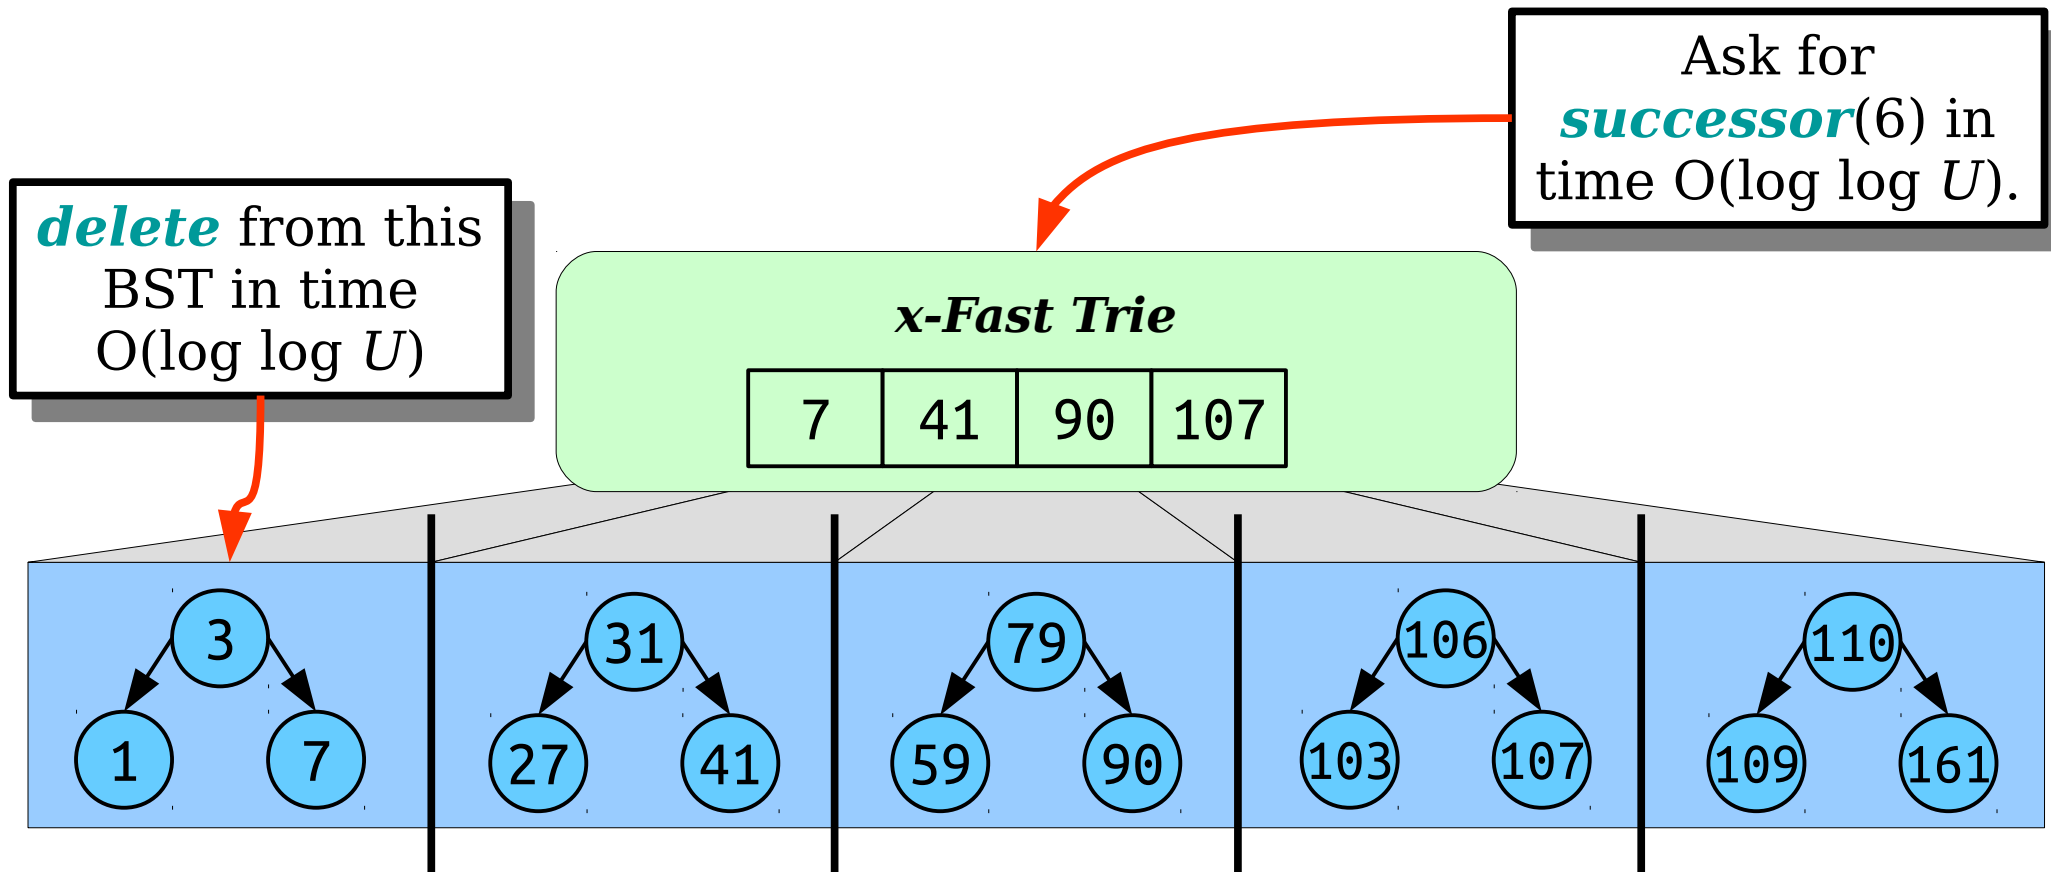 Ask for
successor(6) in
time O(log log U).
delete from this
BST in time
O(log log U)
x-Fast Trie
7 41 90 107
3 31 79 106 110
1 7 27 41 59 90 103 107 109 161